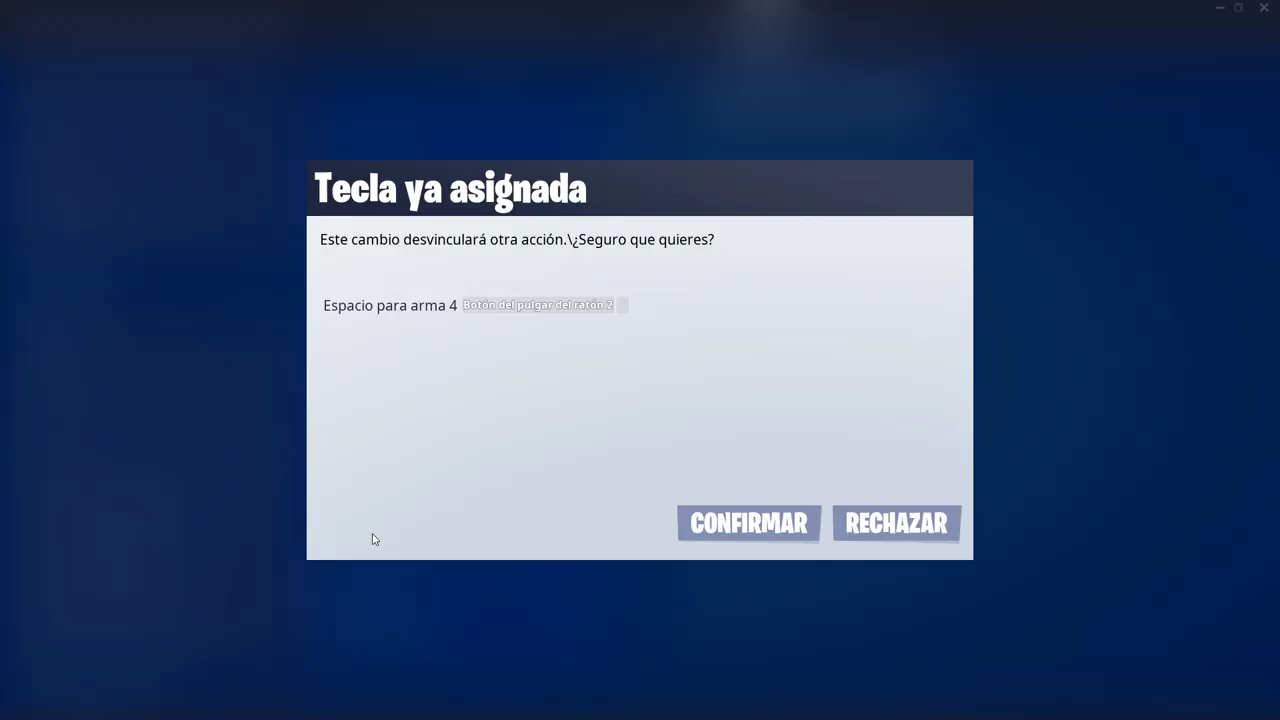 Tecla ya asignada
Este cambio desvinculará otra acción.\¿Seguro que quieres?
Espacio para arma 4 Botón del pulgar del ratón 2
CONFIRMAR RECHAZAR